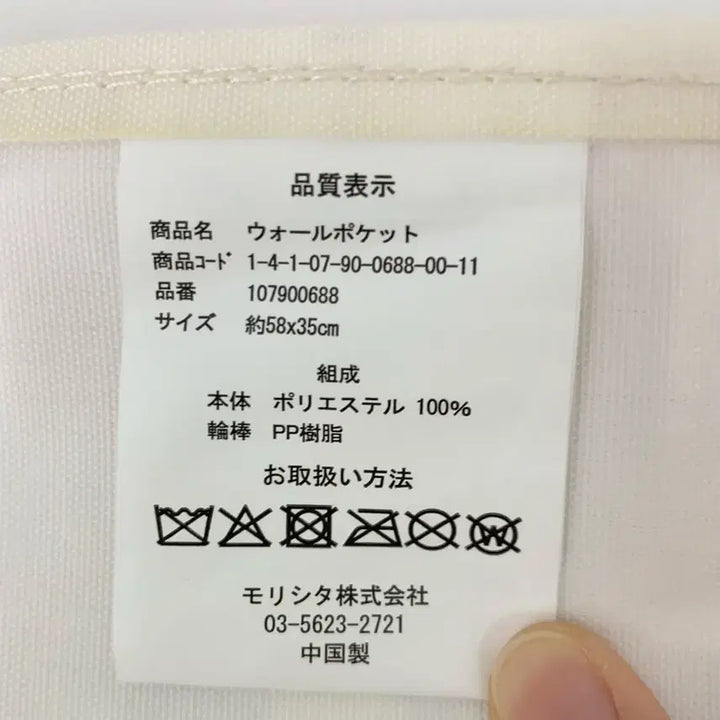 品質表示
商品名 ウォールポケット
商品ｺｰﾄﾞ 1-4-1-07-90-0688-00-11
品番 107900688
サイズ 約58x35cm
組成
本体 ポリエステル 100%
輪棒 PP樹脂
お取扱い方法
W
モリシタ株式会社
03-5623-2721
中国製